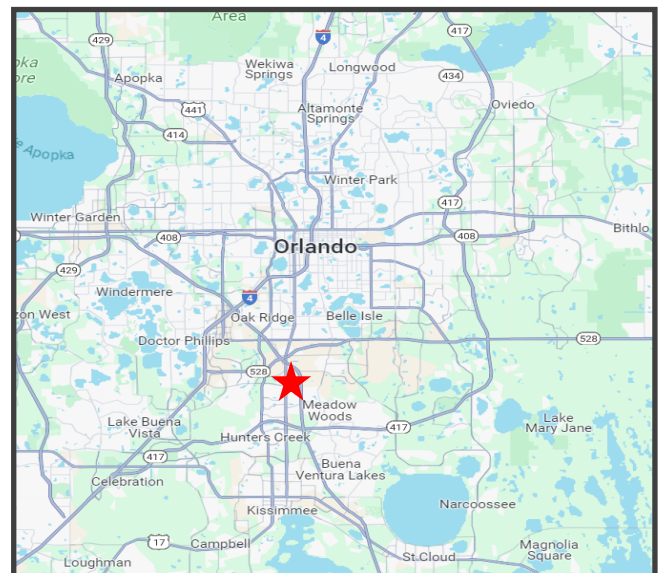 Area
429
4
417
Wekiwa
Springs
Longwood
Apopka
434
441
Altamonte
Springs
Oviedo
414
Apopka
Winter Park
Winter Garden
417
408
Orlando
408
Bithlo
429
Windermere
4
zon West
Oak Ridge
Belle Isle
Doctor Phillips
528
528
Meadow
Woods
Lake Buena
Vista
Hunters Creek
417
Lake
Mary Jane
417
Buena
Ventura Lakes
Celebration
Kissimmee
Narcoossee
17
Campbell
St.Cloud
Magnolia
Square
Loughman